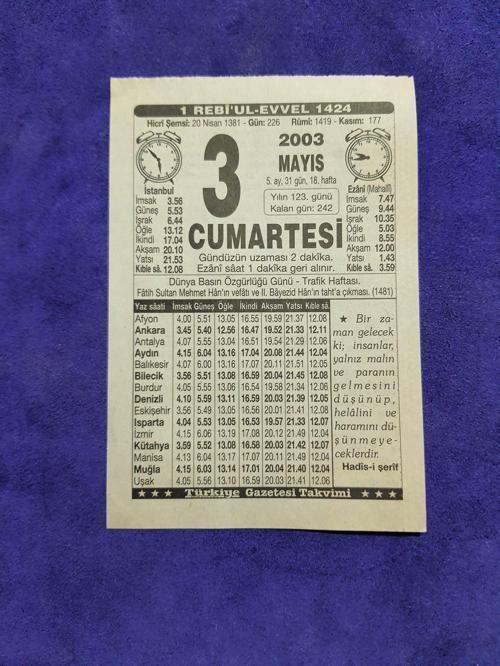 1 REBİ'UL-EVVEL 1424
Hicri Şemsi: 20 Nisan 1381 - Gün: 226 Rûmi: 1419 - Kasım: 177
3
2003
MAYIS
5. ay, 31 gün, 18. hafta
Yılın 123. günü
Kalan gün: 242
CUMARTESİ
Gündüzün uzaması 2 dakîka.
Ezânî sâat 1 dakîka geri alınır.
İstanbul
İmsak 3.56
Güneş 5.53
İşrak 6.44
Öğle 13.12
İkindi 17.04
Akşam 20.10
Yatsı 21.53
Kıble sâ. 12.08
Ezânî (Mahallî)
İmsak 7.47
Güneş 9.44
İşrak 10.35
Öğle 5.03
İkindi 8.55
Akşam 12.00
Yatsı 1.43
Kıble sâ. 3.59
Dünya Basın Özgürlüğü Günü - Trafik Haftası.
Fâtih Sultan Mehmet Hân'ın vefâtı ve II. Bâyezid Hân'ın taht'a çıkması. (1481)
Yaz sâati İmsak Güneş Öğle İkindi Akşam Yatsı Kıble sâ.
Afyon 4.00 5.51 13.05 16.55 19.59 21.37 12.08
Ankara 3.45 5.40 12.56 16.47 19.52 21.33 12.11
Antalya 4.07 5.55 13.04 16.51 19.54 21.29 12.06
Aydın 4.15 6.04 13.16 17.04 20.08 21.44 12.04
Balıkesir 4.07 6.00 13.16 17.07 20.11 21.51 12.05
Bilecik 3.56 5.51 13.08 16.59 20.04 21.45 12.08
Burdur 4.05 5.55 13.06 16.54 19.58 21.34 12.06
Denizli 4.10 5.59 13.11 16.59 20.03 21.39 12.05
Eskişehir 3.56 5.49 13.05 16.56 20.01 21.41 12.08
Isparta 4.04 5.53 13.05 16.53 19.57 21.33 12.07
İzmir 4.15 6.06 13.19 17.08 20.12 21.49 12.04
Kütahya 3.59 5.52 13.08 16.58 20.03 21.42 12.07
Manisa 4.13 6.04 13.17 17.07 20.11 21.49 12.04
Muğla 4.15 6.03 13.14 17.01 20.04 21.40 12.04
Uşak 4.05 5.56 13.10 16.59 20.03 21.41 12.06
★ Bir za-
man gelecek
ki; insanlar,
yalnız malın
ve paranın
gelmesini
düşünüp,
helâlini ve
haramını dü-
şünmeye-
ceklerdir.
Hadîs-i şerîf
★ ★ ★ Türkiye Gazetesi Takvimi ★ ★ ★